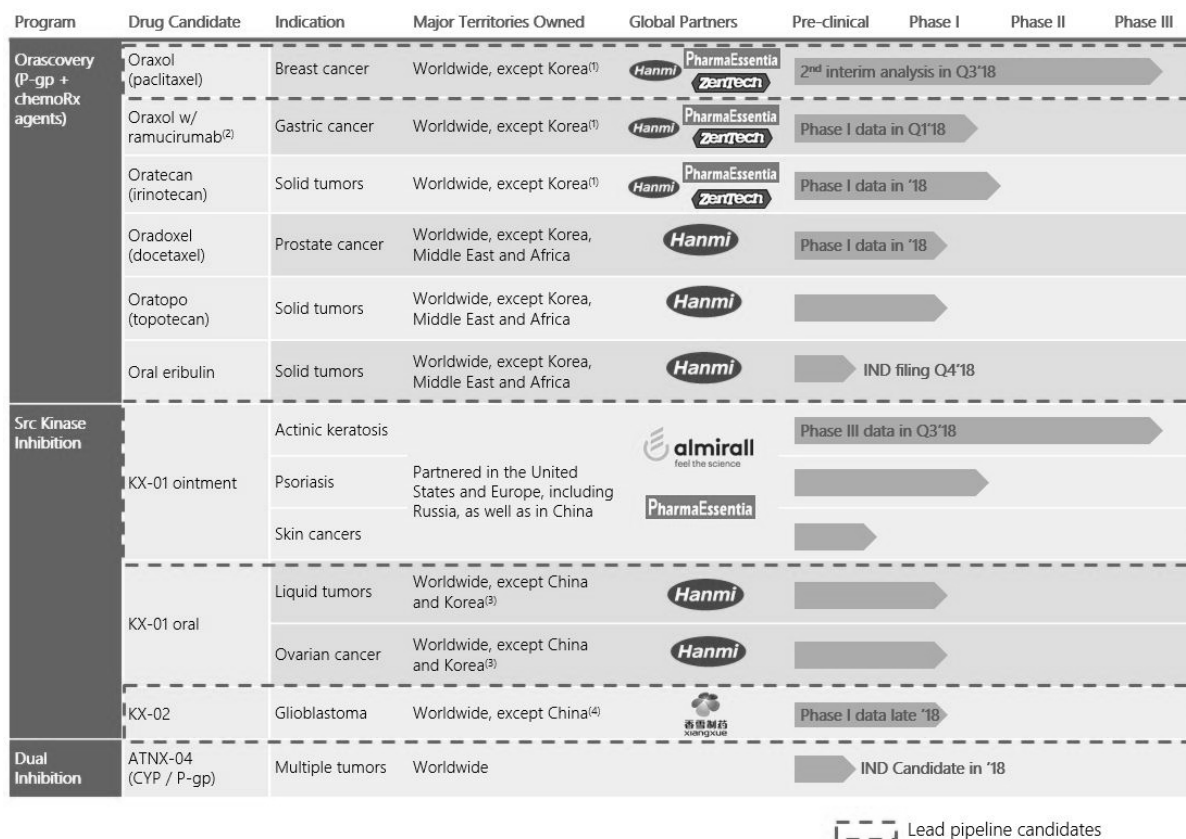 Program Drug Candidate Indication Major Territories Owned Global Partners Pre-clinical Phase I Phase II Phase III
Orascovery
(P-gp +
chemoRx
agents)
Oraxol
(paclitaxel)
Breast cancer
Worldwide, except Korea(1)
Hanmi
PharmaEssentia
ZenTech
2nd interim analysis in Q3'18
Oraxol w/
ramucirumab(2)
Gastric cancer
Worldwide, except Korea(1)
Hanmi
PharmaEssentia
ZenTech
Phase I data in Q1'18
Oratecan
(irinotecan)
Solid tumors
Worldwide, except Korea(1)
Hanmi
PharmaEssentia
ZenTech
Phase I data in '18
Oradoxel
(docetaxel)
Prostate cancer
Worldwide, except Korea,
Middle East and Africa
Hanmi
Phase I data in '18
Oratopo
(topotecan)
Solid tumors
Worldwide, except Korea,
Middle East and Africa
Hanmi
Oral eribulin
Solid tumors
Worldwide, except Korea,
Middle East and Africa
Hanmi
IND filing Q4'18
Src Kinase
Inhibition
KX-01 ointment
Actinic keratosis
Psoriasis
Skin cancers
Partnered in the United
States and Europe, including
Russia, as well as in China
almirall
feel the science
PharmaEssentia
Phase III data in Q3'18
KX-01 oral
Liquid tumors
Worldwide, except China
and Korea(3)
Hanmi
Ovarian cancer
Worldwide, except China
and Korea(3)
Hanmi
KX-02
Glioblastoma
Worldwide, except China(4)
香雪制药
xiangxue
Phase I data late '18
Dual
Inhibition
ATNX-04
(CYP / P-gp)
Multiple tumors
Worldwide
IND Candidate in '18
Lead pipeline candidates